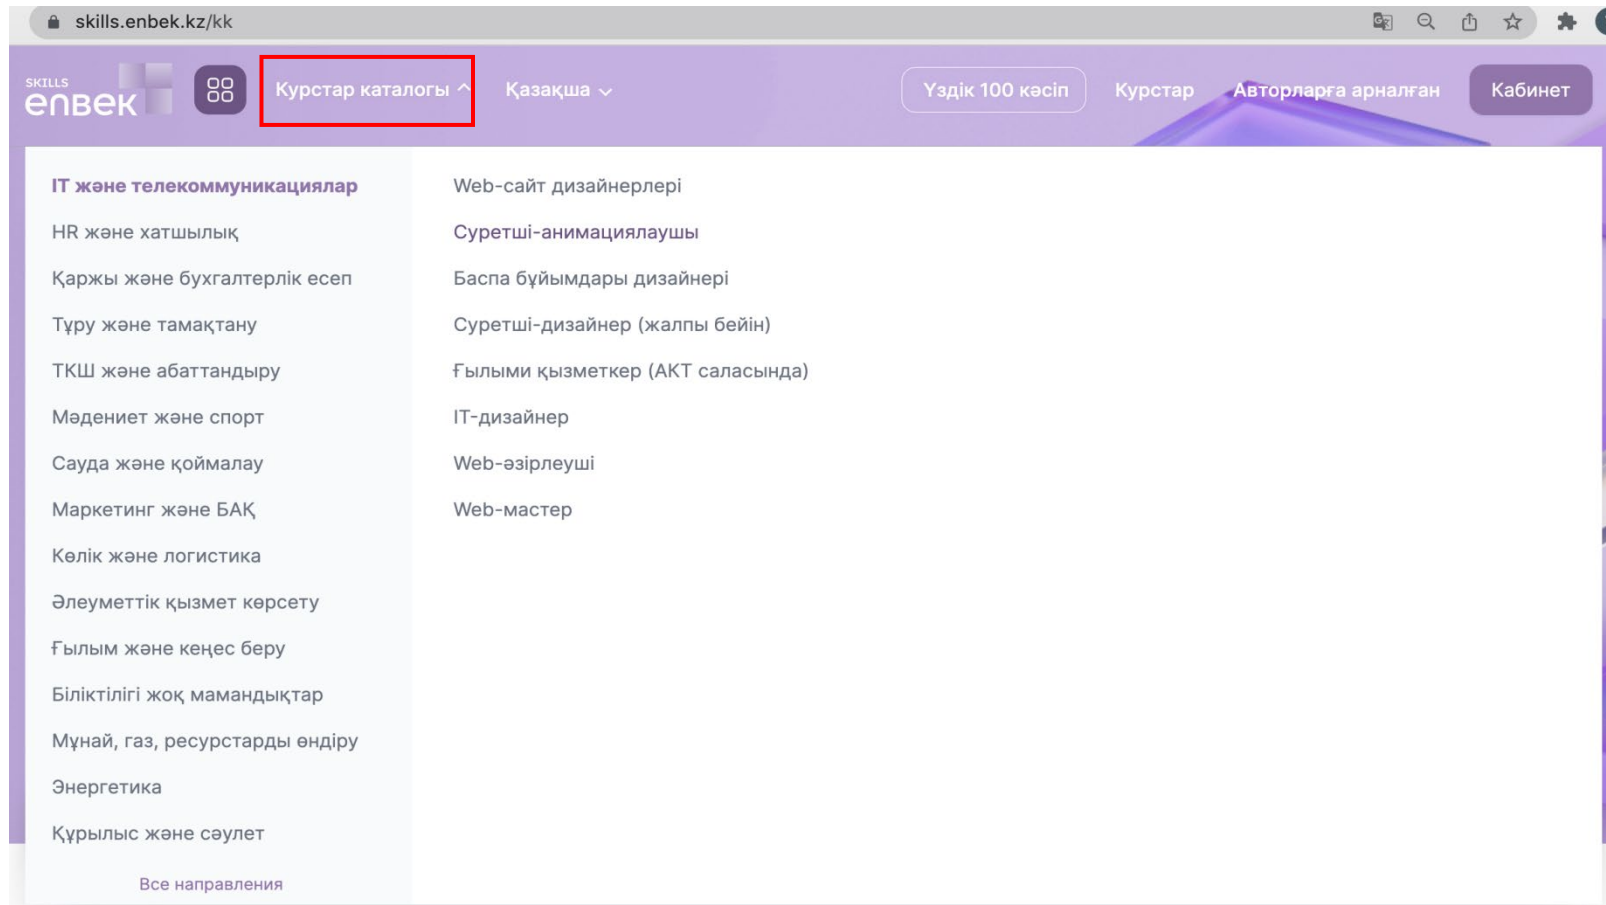 skills.enbek.kz/kk
SKILLS
enbek
Курстар каталогы
Қазақша
Үздік 100 кәсіп
Курстар
Авторларға арналған
Кабинет
IT және телекоммуникациялар
HR және хатшылық
Қаржы және бухгалтерлік есеп
Тұру және тамақтану
ТКШ және абаттандыру
Мәдениет және спорт
Сауда және қоймалау
Маркетинг және БАҚ
Көлік және логистика
Әлеуметтік қызмет көрсету
Ғылым және кеңес беру
Біліктілігі жоқ мамандықтар
Мұнай, газ, ресурстарды өндіру
Энергетика
Құрылыс және сәулет
Все направления
Web-сайт дизайнерлері
Суретші-анимациялаушы
Баспа бұйымдары дизайнері
Суретші-дизайнер (жалпы бейін)
Ғылыми қызметкер (АКТ саласында)
IT-дизайнер
Web-әзірлеуші
Web-мастер